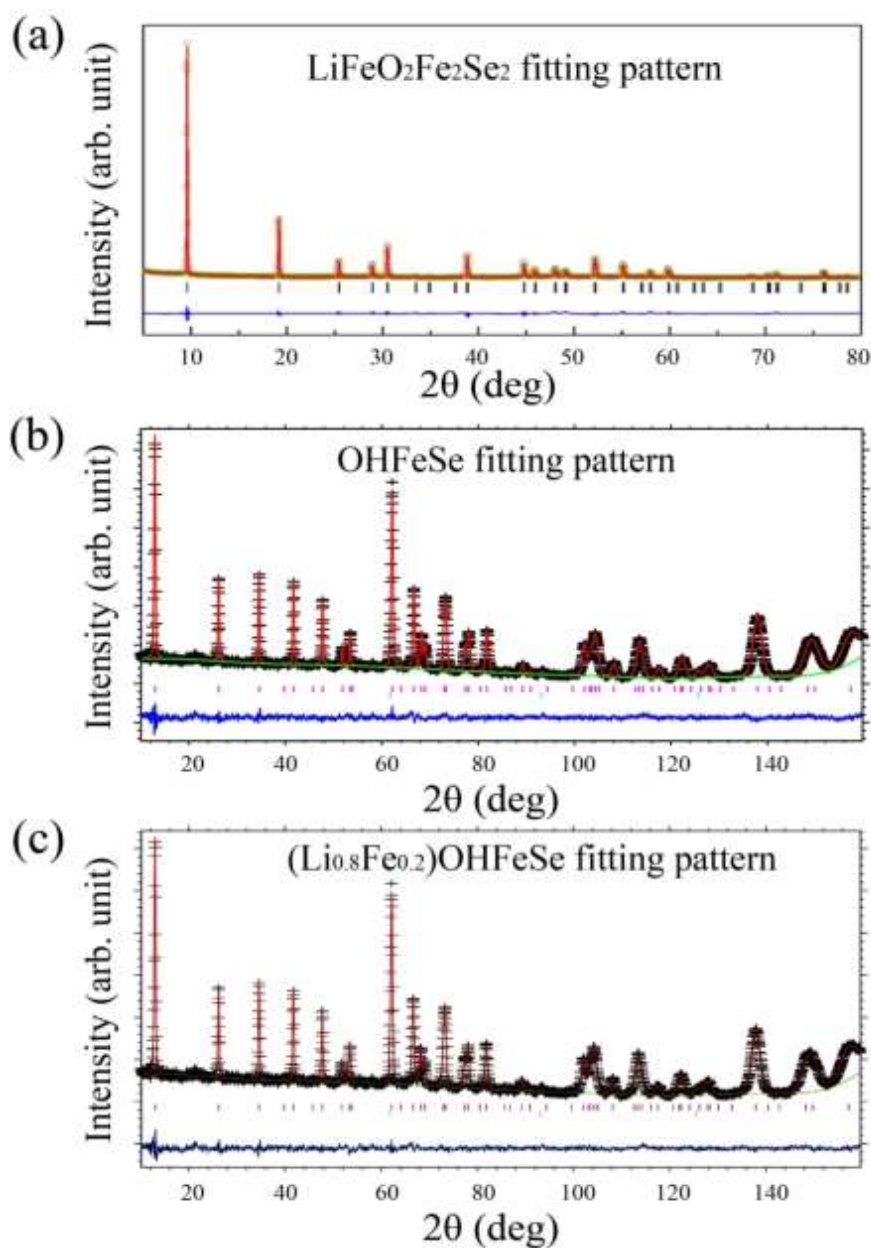 (a)
LiFeO₂Fe₂Se₂ fitting pattern
Intensity (arb. unit)
10 20 30 40 50 60 70 80
2θ (deg)
(b)
OHFeSe fitting pattern
Intensity (arb. unit)
20 40 60 80 100 120 140
2θ (deg)
(c)
(Li₀.₈Fe₀.₂)OHFeSe fitting pattern
Intensity (arb. unit)
20 40 60 80 100 120 140
2θ (deg)